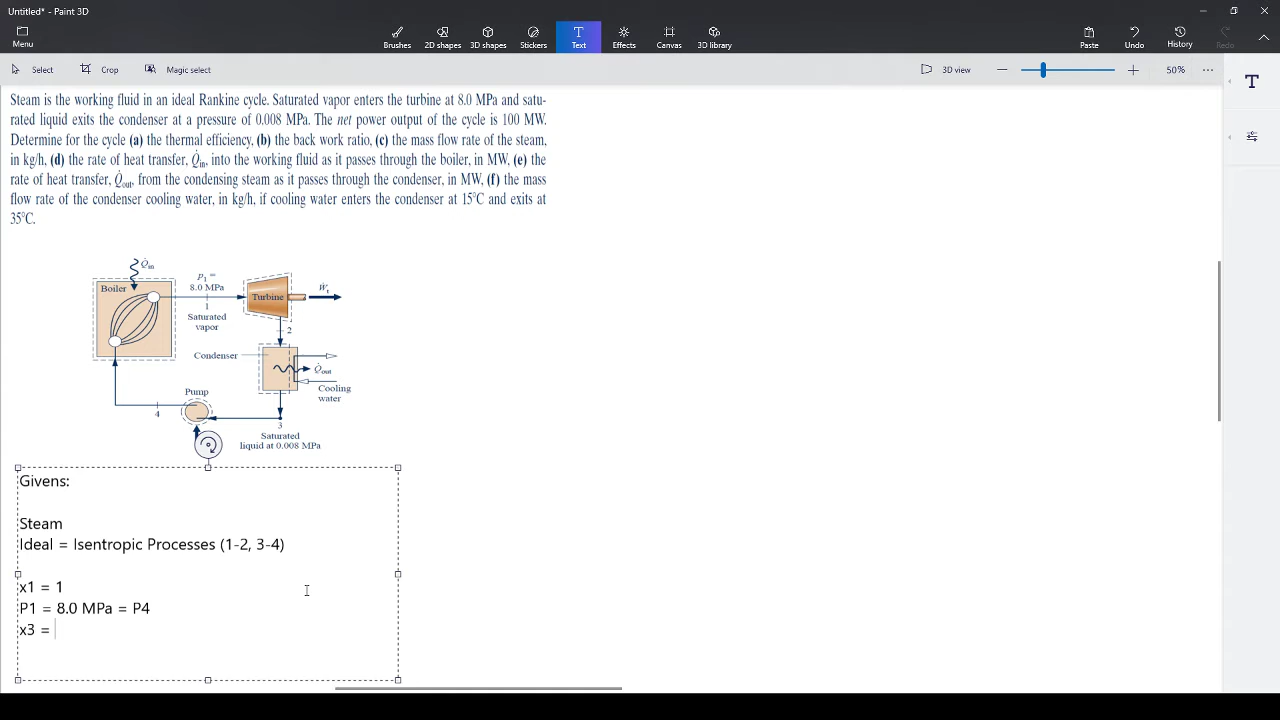 Untitled* - Paint 3D
Menu
Brushes
2D shapes
3D shapes
Stickers
Text
Effects
Canvas
3D library
Paste
Undo
History
Redo
Select
Crop
Magic select
3D view
50%
T
Steam is the working fluid in an ideal Rankine cycle. Saturated vapor enters the turbine at 8.0 MPa and satu-
rated liquid exits the condenser at a pressure of 0.008 MPa. The net power output of the cycle is 100 MW.
Determine for the cycle (a) the thermal efficiency, (b) the back work ratio, (c) the mass flow rate of the steam,
in kg/h, (d) the rate of heat transfer, Q̇in, into the working fluid as it passes through the boiler, in MW, (e) the
rate of heat transfer, Q̇out, from the condensing steam as it passes through the condenser, in MW, (f) the mass
flow rate of the condenser cooling water, in kg/h, if cooling water enters the condenser at 15°C and exits at
35°C.
Q̇in
Boiler
p1 =
8.0 MPa
1
Saturated
vapor
Turbine
Ẇt
2
Condenser
Q̇out
Cooling
water
Pump
4
3
Saturated
liquid at 0.008 MPa
Givens:
Steam
Ideal = Isentropic Processes (1-2, 3-4)
x1 = 1
P1 = 8.0 MPa = P4
x3 =